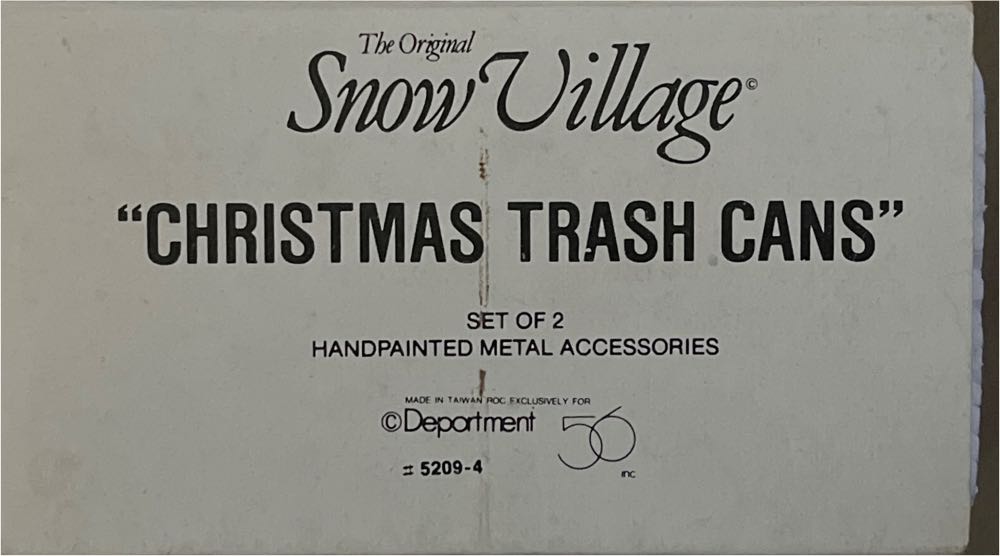 The Original
Snow Village©
“CHRISTMAS TRASH CANS”
SET OF 2
HANDPAINTED METAL ACCESSORIES
MADE IN TAIWAN ROC EXCLUSIVELY FOR
©Department 56
inc
# 5209-4